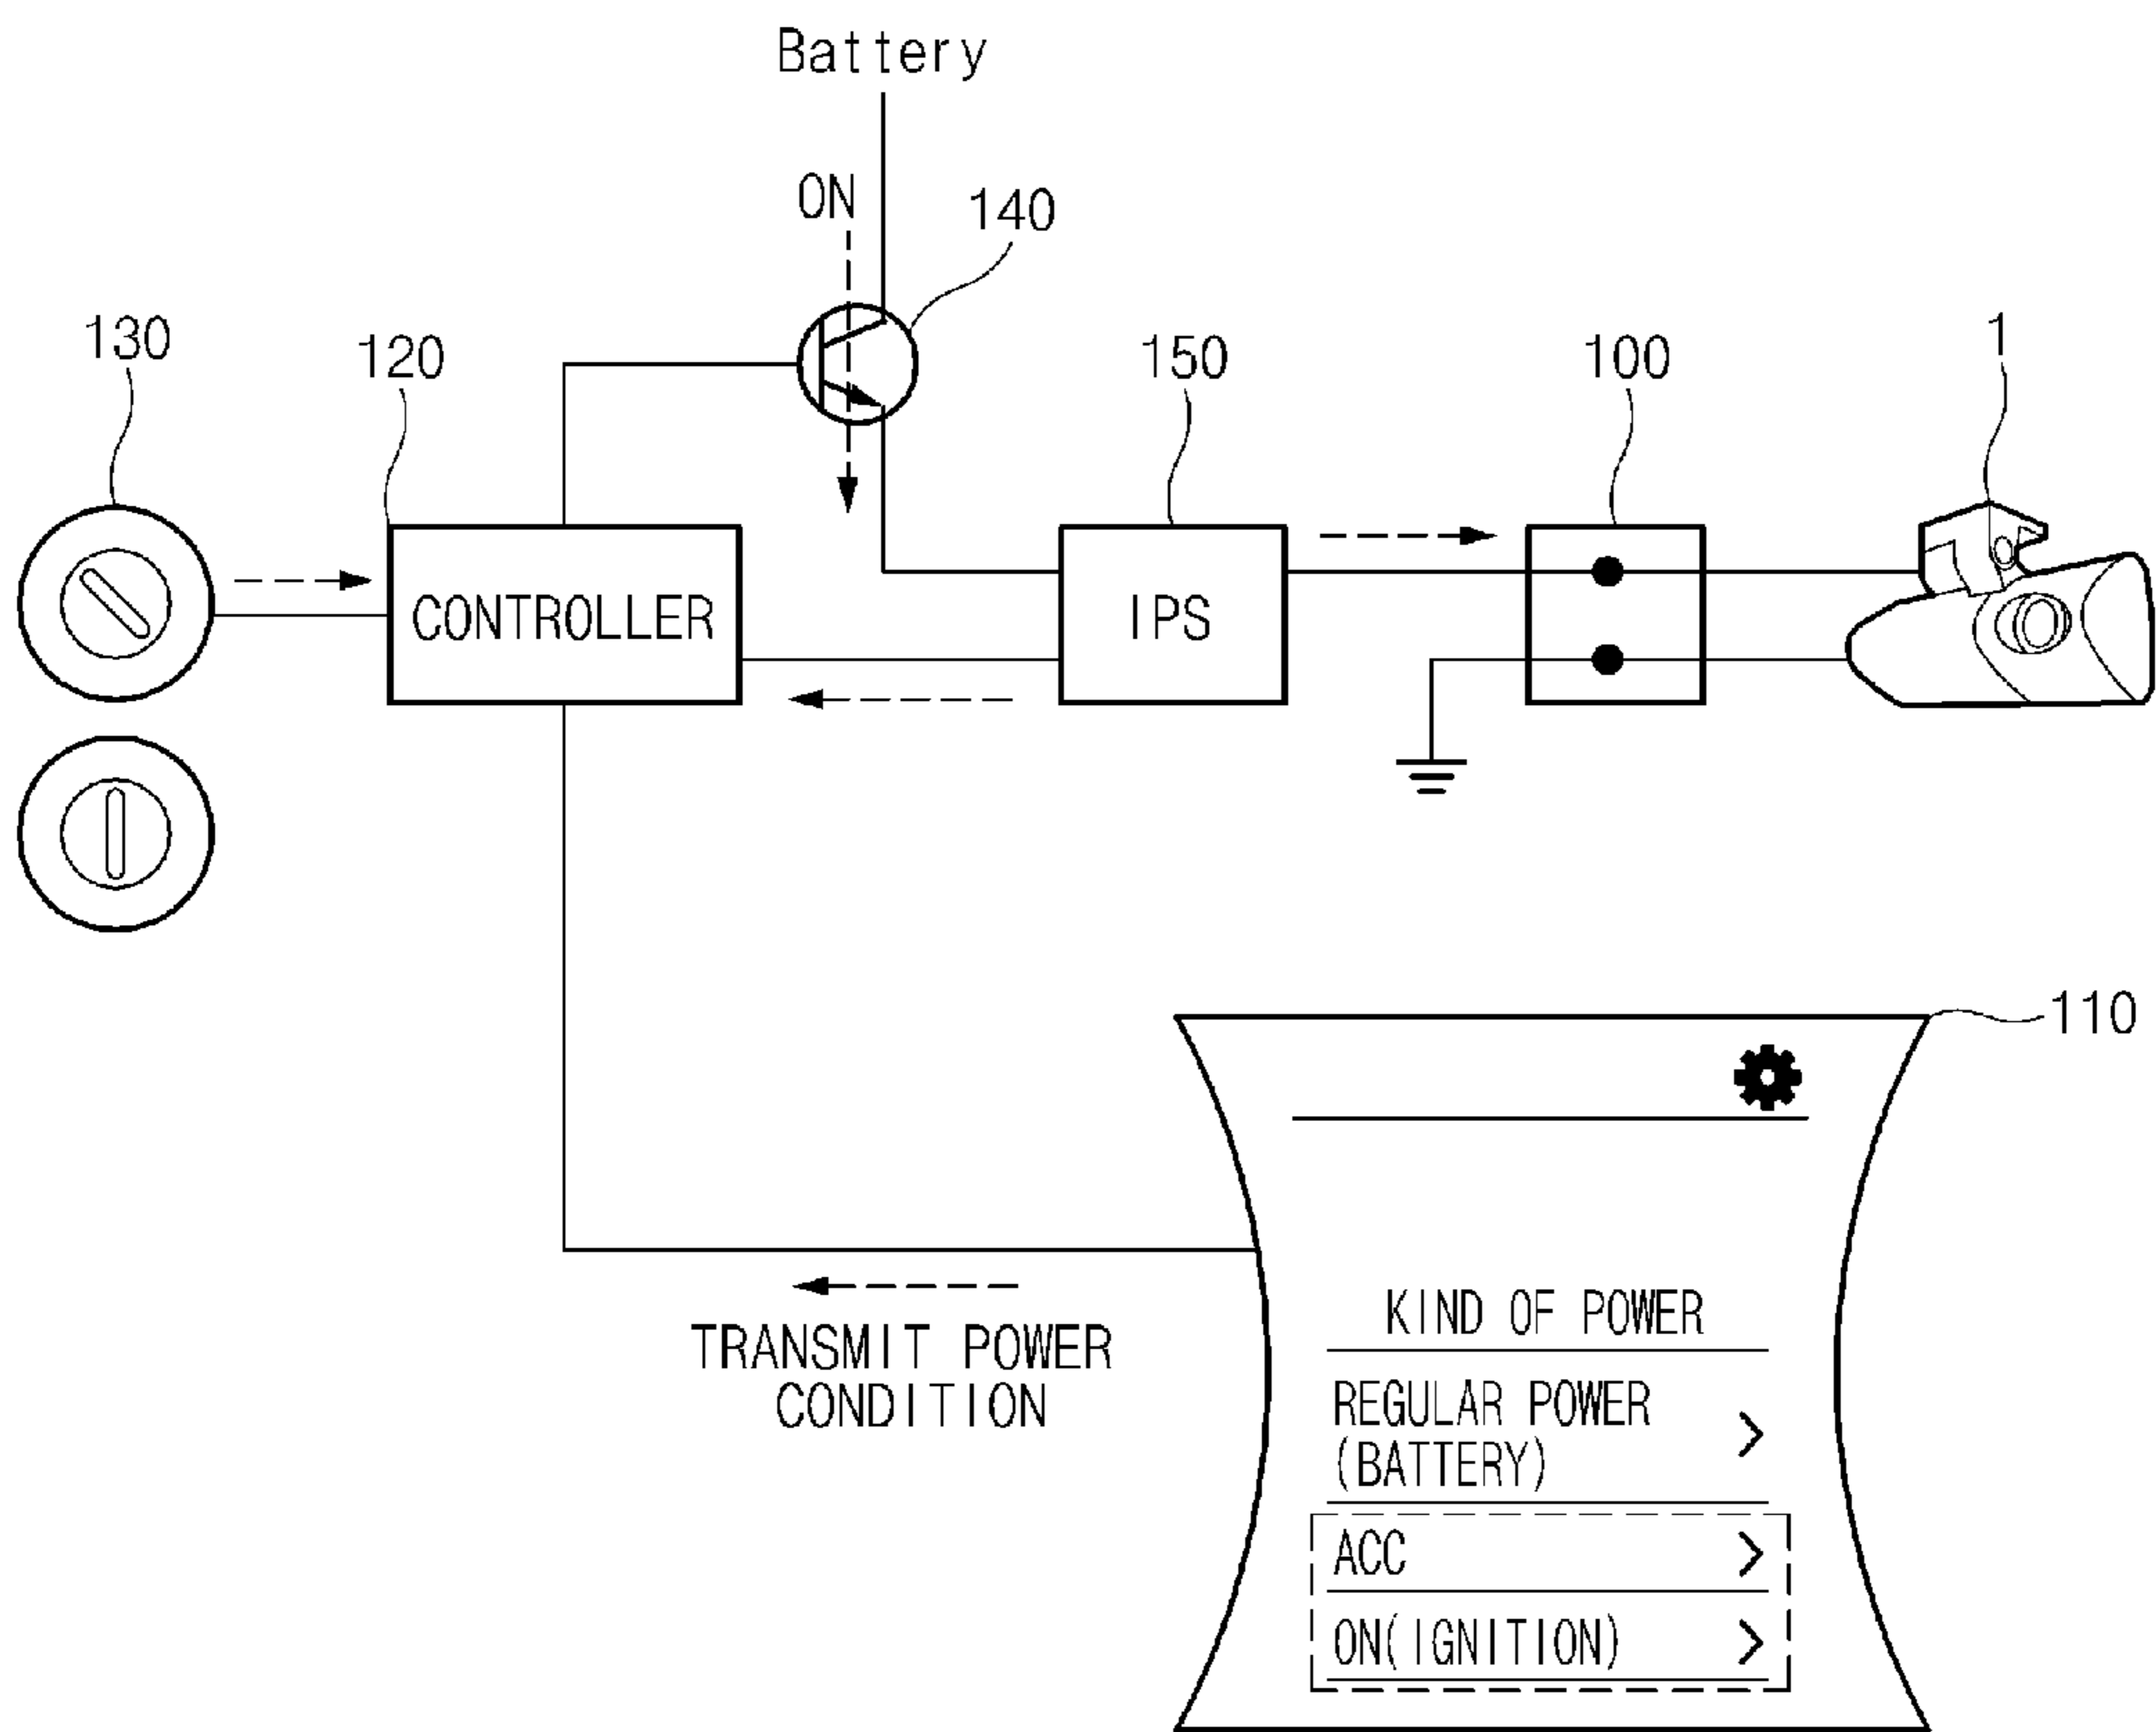 Battery
ON
140
130
120
150
100
1
CONTROLLER
IPS
110
TRANSMIT POWER
CONDITION
KIND OF POWER
REGULAR POWER
(BATTERY)
ACC
ON(IGNITION)